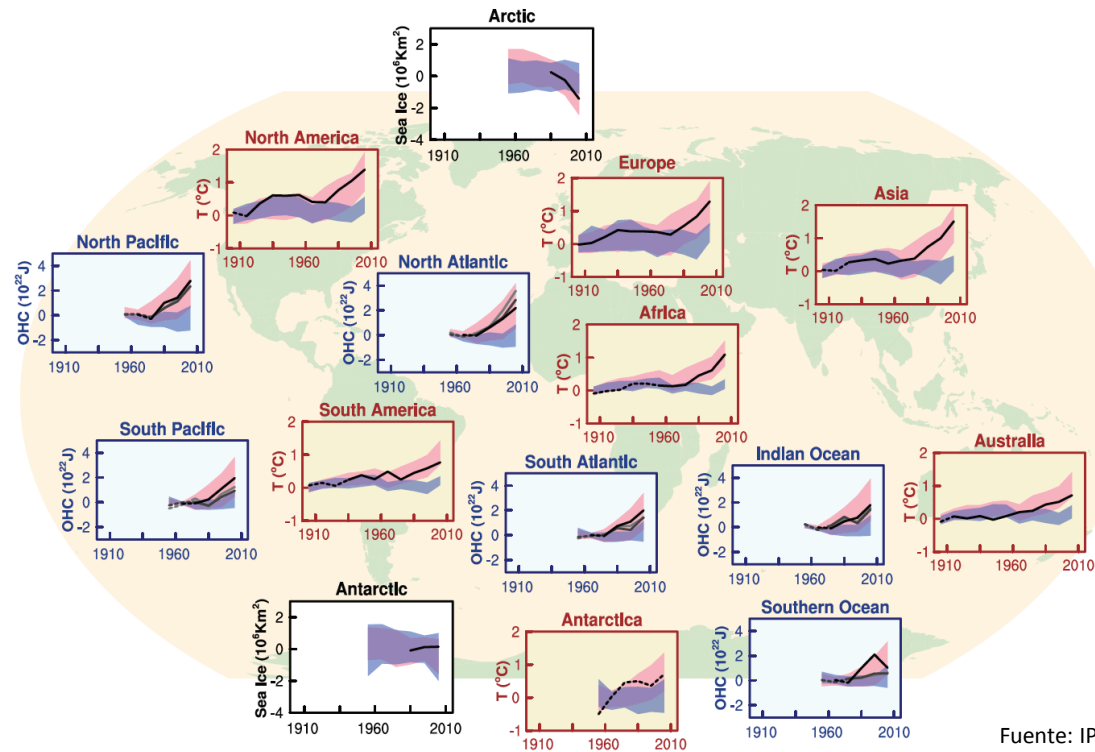 Arctic
Sea Ice (10⁶Km²)
2
0
-2
-4
1910 1960 2010
North America
T (°C)
2
1
0
-1
1910 1960 2010
Europe
T (°C)
2
1
0
-1
1910 1960 2010
Asia
T (°C)
2
1
0
-1
1910 1960 2010
North Pacific
OHC (10²²J)
4
2
0
-2
1910 1960 2010
North Atlantic
OHC (10²²J)
4
2
0
-2
1910 1960 2010
Africa
T (°C)
2
1
0
-1
1910 1960 2010
South Pacific
OHC (10²²J)
4
2
0
-2
1910 1960 2010
South America
T (°C)
2
1
0
-1
1910 1960 2010
South Atlantic
OHC (10²²J)
4
2
0
-2
1910 1960 2010
Indian Ocean
OHC (10²²J)
4
2
0
-2
1910 1960 2010
Australia
T (°C)
2
1
0
-1
1910 1960 2010
Antarctic
Sea Ice (10⁶Km²)
2
0
-2
-4
1910 1960 2010
Antarctica
T (°C)
2
1
0
-1
1910 1960 2010
Southern Ocean
OHC (10²²J)
4
2
0
-2
1910 1960 2010
Fuente: IP